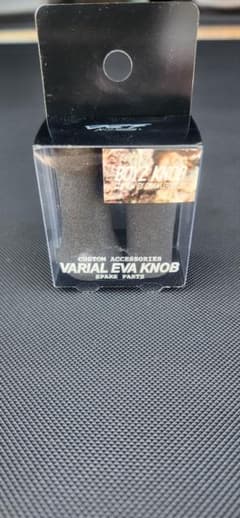 BOYZ KNOB
CUSTOM ACCESSORIES
VARIAL EVA KNOB
SPARE PARTS